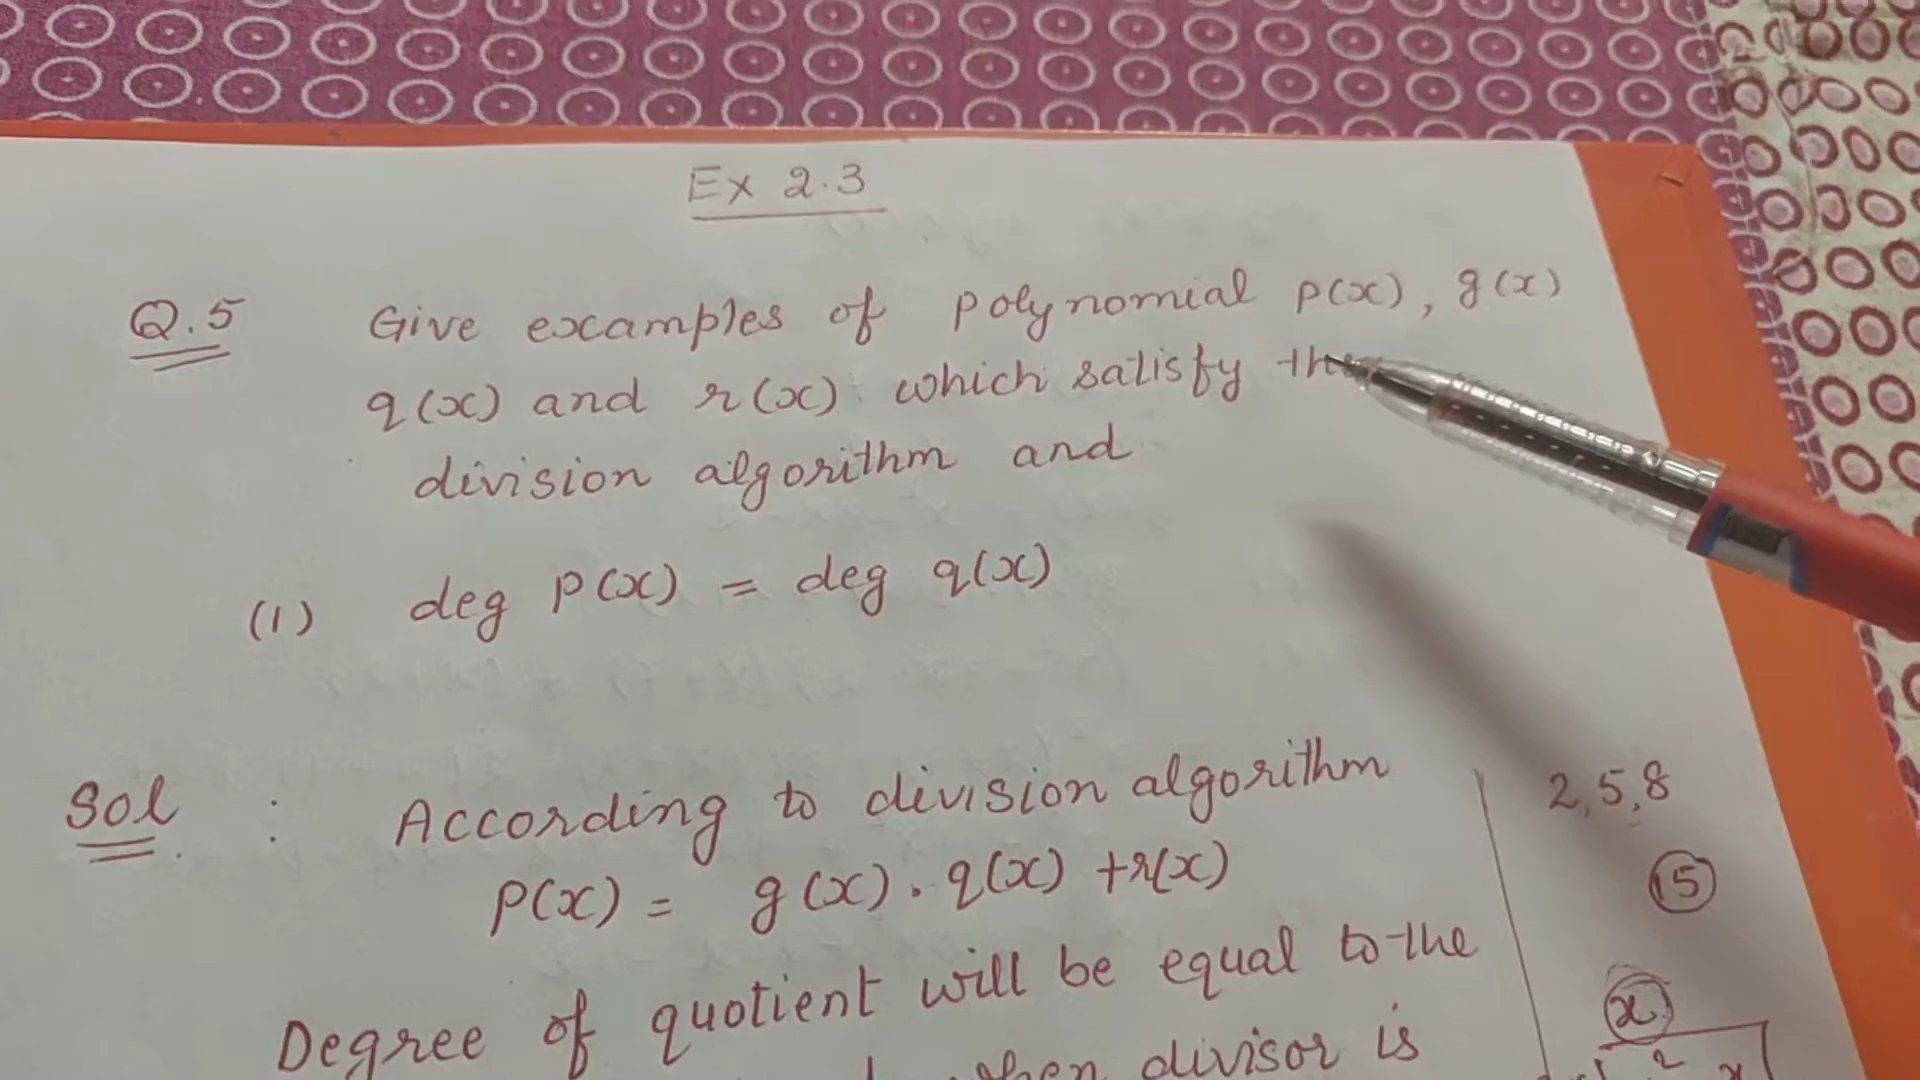 Ex 2.3
Q.5 Give examples of polynomial p(x), g(x)
q(x) and r(x) which satisfy the
division algorithm and
(1) deg p(x) = deg q(x)
Sol : According to division algorithm
p(x) = g(x) . q(x) + r(x)
Degree of quotient will be equal to the
when divisor is
2,5,8
15
x